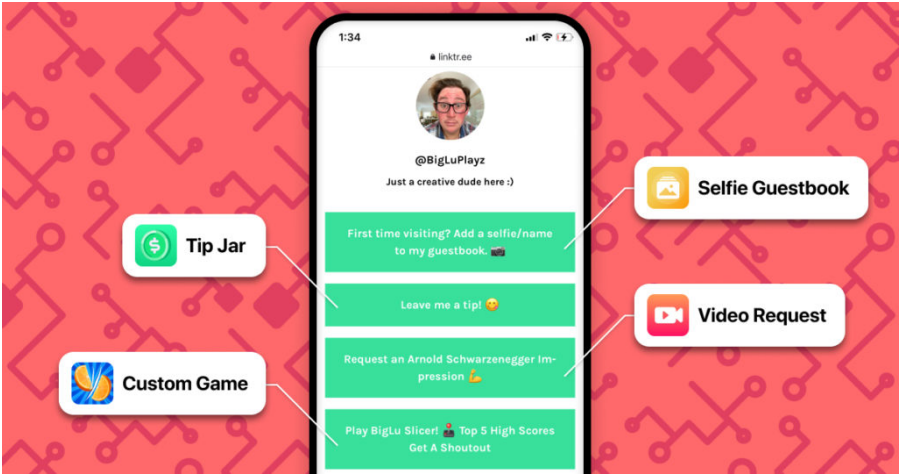 1:34
linktr.ee
@BigLuPlayz
Just a creative dude here :)
First time visiting? Add a selfie/name
to my guestbook. 📸
Selfie Guestbook
Tip Jar
Leave me a tip! 😋
Video Request
Request an Arnold Schwarzenegger Im-
pression 💪
Custom Game
Play BigLu Slicer! 🕹️ Top 5 High Scores
Get A Shoutout